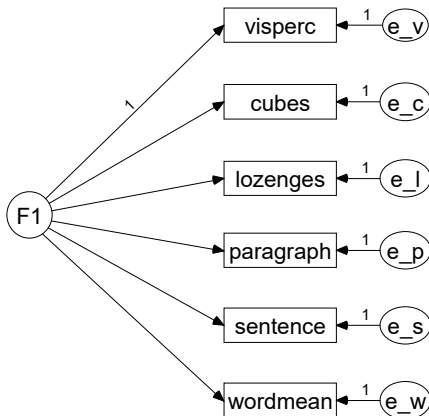 visperc
1
e_v
1
cubes
1
e_c
lozenges
1
e_l
F1
paragraph
1
e_p
sentence
1
e_s
wordmean
1
e_w